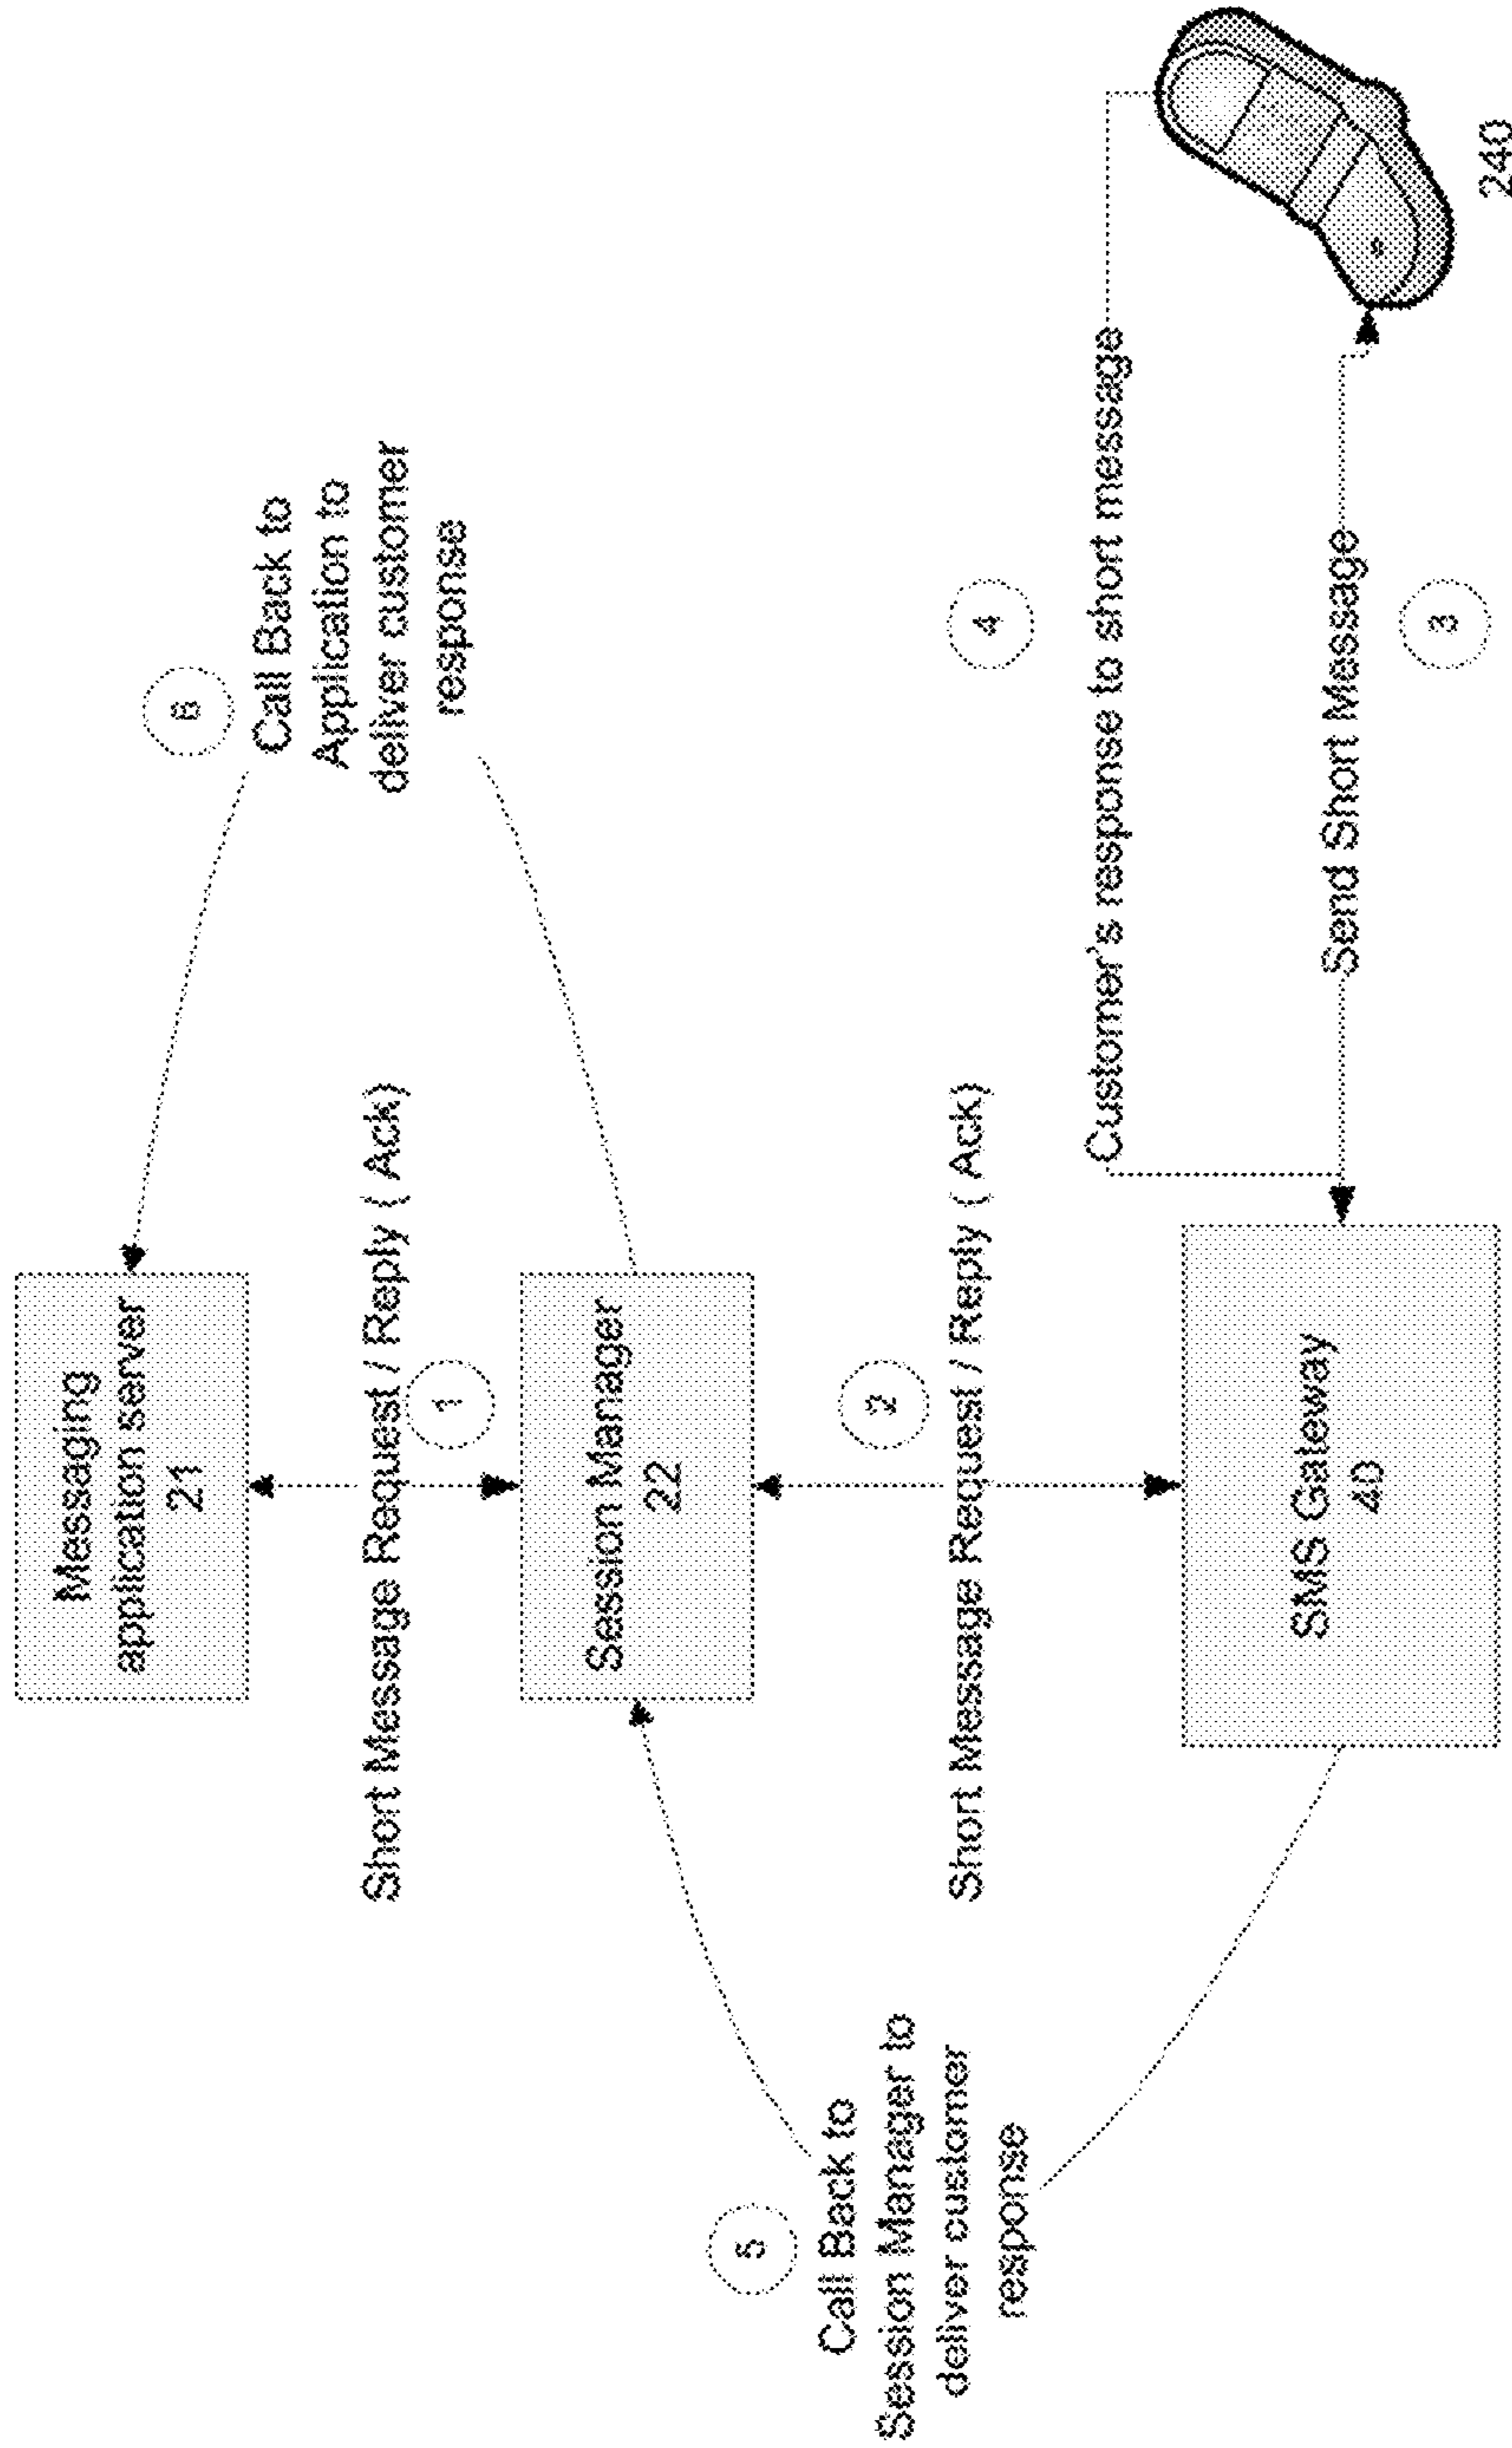 Messaging
application server
21
6
Call Back to
Application to
deliver customer
response
Short Message Request / Reply ( Ack)
1
Session Manager
22
5
Call Back to
Session Manager to
deliver customer
response
2
Short Message Request / Reply ( Ack)
4
Customer's response to short message
SMS Gateway
40
Send Short Message
3
240